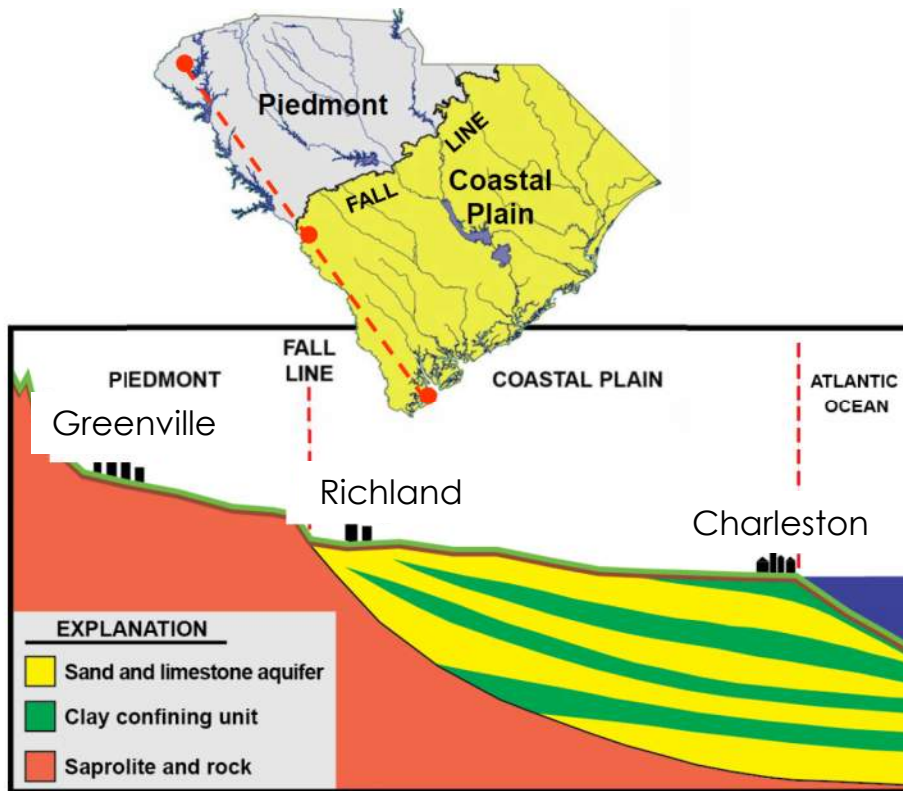 Piedmont
FALL LINE
Coastal
Plain
PIEDMONT
FALL
LINE
COASTAL PLAIN
ATLANTIC
OCEAN
Greenville
Richland
Charleston
EXPLANATION
Sand and limestone aquifer
Clay confining unit
Saprolite and rock